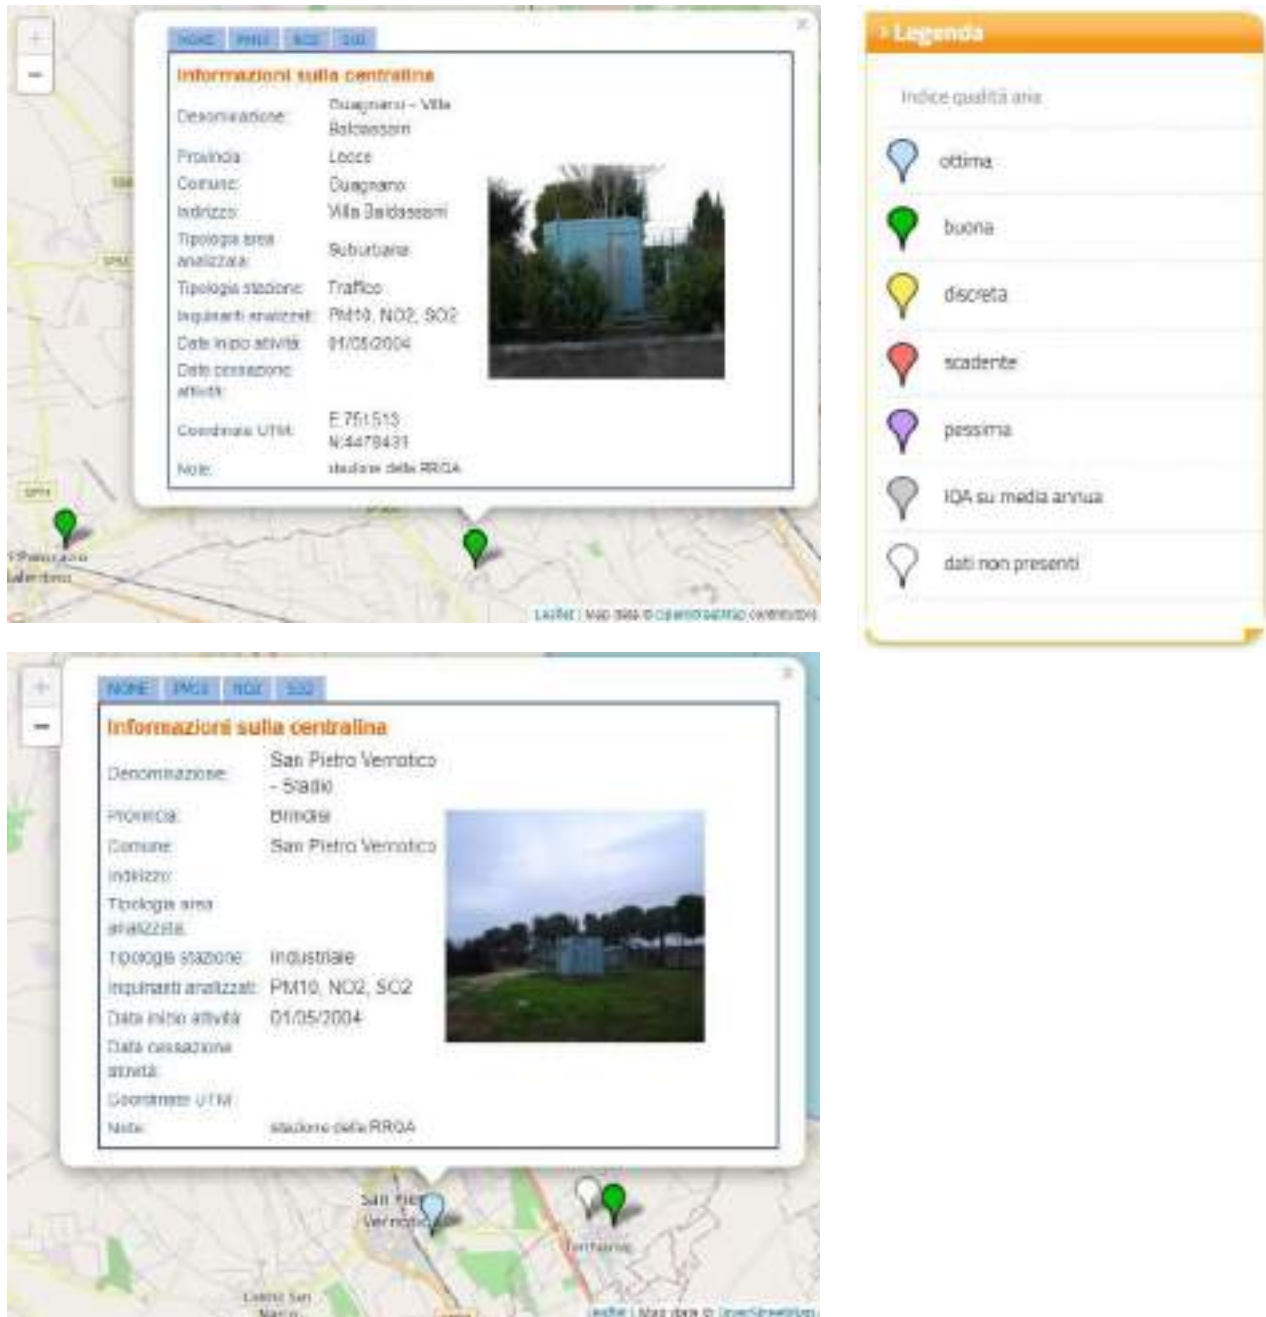 +
−
×
HOME PM10 NO2 SO2
Informazioni sulla centralina
Denominazione: Guagnano - Villa
Baldassarri
Provincia: Lecce
Comune: Guagnano
Indirizzo: Villa Baldassarri
Tipologia area
analizzata: Suburbana
Tipologia stazione: Traffico
Inquinanti analizzati: PM10, NO2, SO2
Data inizio attività: 01/05/2004
Data cessazione
attività:
Coordinate UTM: E:751513
N:4478431
Note: stazione della RRQA
Leaflet | Map data © OpenStreetMap contributors
Legenda
Indice qualità aria
ottima
buona
discreta
scadente
pessima
IQA su media annua
dati non presenti
+
−
×
HOME PM10 NO2 SO2
Informazioni sulla centralina
Denominazione: San Pietro Vernotico
- Stadio
Provincia: Brindisi
Comune: San Pietro Vernotico
Indirizzo:
Tipologia area
analizzata:
Tipologia stazione: Industriale
Inquinanti analizzati: PM10, NO2, SO2
Data inizio attività: 01/05/2004
Data cessazione
attività:
Coordinate UTM:
Note: stazione della RRQA
San Pie
Vernotic
Leaflet | Map data © OpenStreetMap